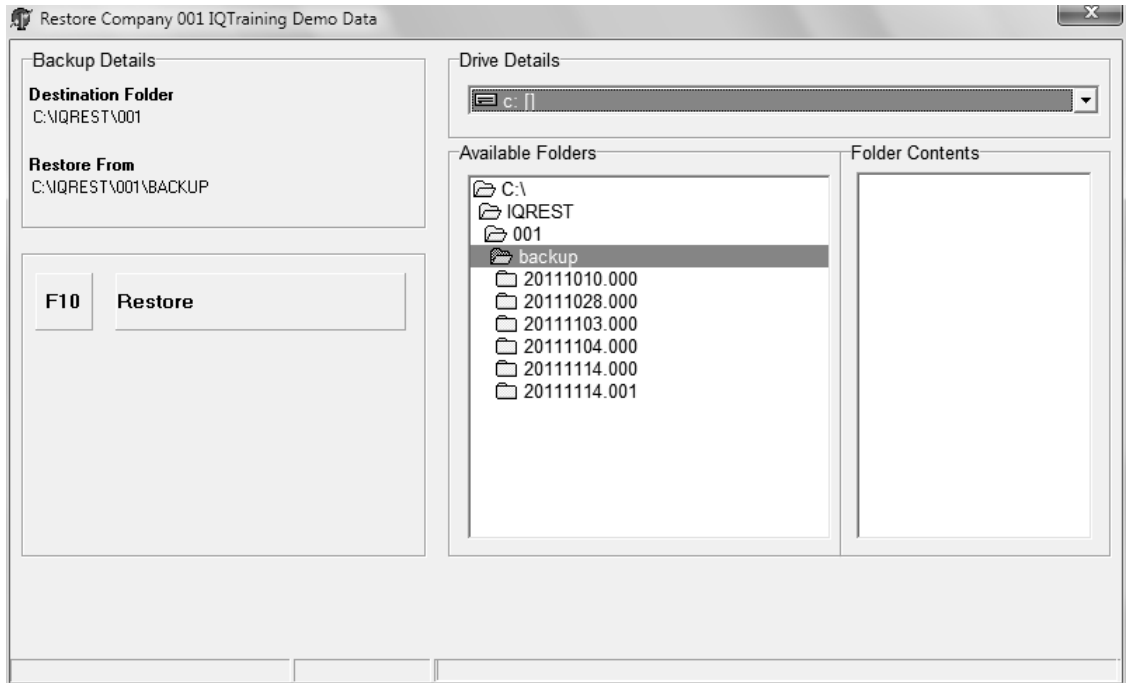 Restore Company 001 IQTraining Demo Data
x
Backup Details
Destination Folder
C:\IQREST\001
Restore From
C:\IQREST\001\BACKUP
F10 Restore
Drive Details
c: []
Available Folders
C:\
IQREST
001
backup
20111010.000
20111028.000
20111103.000
20111104.000
20111114.000
20111114.001
Folder Contents